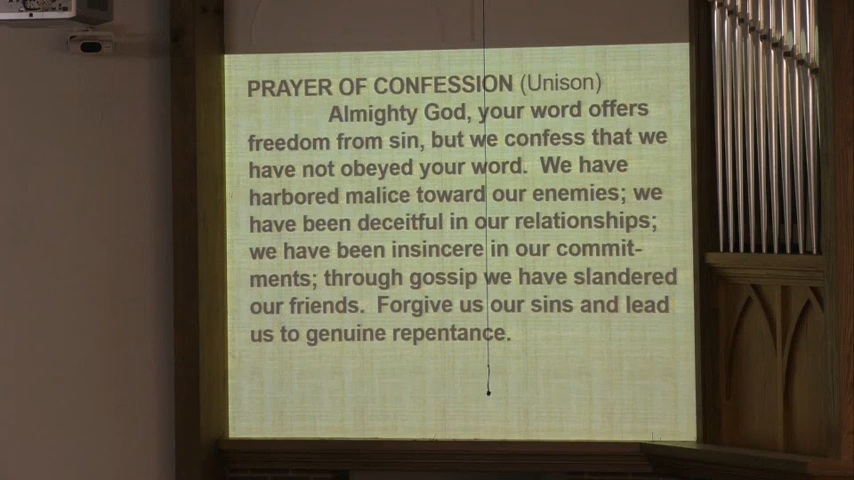 PRAYER OF CONFESSION (Unison)
Almighty God, your word offers
freedom from sin, but we confess that we
have not obeyed your word. We have
harbored malice toward our enemies; we
have been deceitful in our relationships;
we have been insincere in our commit-
ments; through gossip we have slandered
our friends. Forgive us our sins and lead
us to genuine repentance.